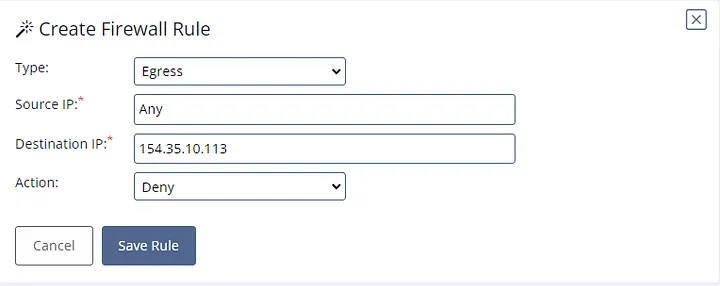 Create Firewall Rule
Type: Egress
Source IP:* Any
Destination IP:* 154.35.10.113
Action: Deny
Cancel Save Rule